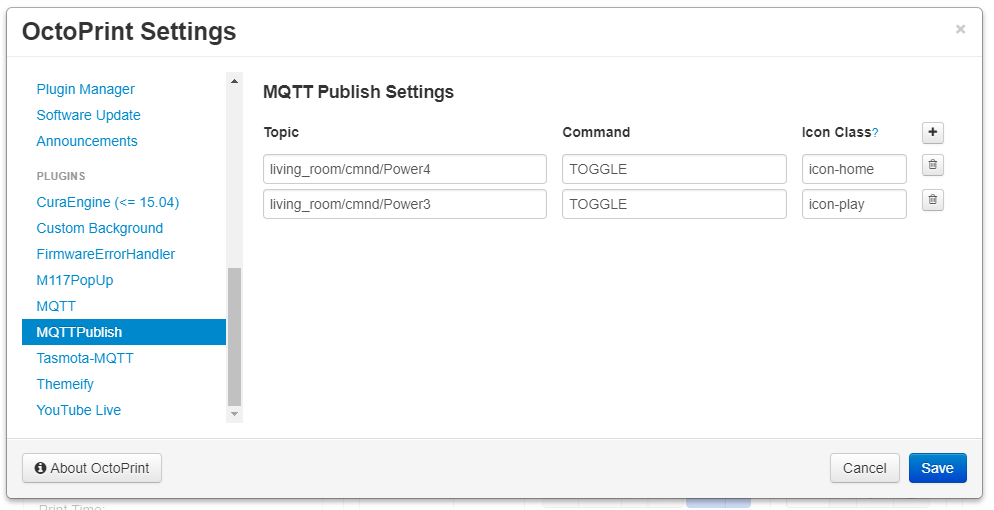 OctoPrint Settings ×
Plugin Manager
Software Update
Announcements
PLUGINS
CuraEngine (<= 15.04)
Custom Background
FirmwareErrorHandler
M117PopUp
MQTT
MQTTPublish
Tasmota-MQTT
Themeify
YouTube Live
MQTT Publish Settings
Topic Command Icon Class?
living_room/cmnd/Power4 TOGGLE icon-home
living_room/cmnd/Power3 TOGGLE icon-play
About OctoPrint Cancel Save
Print Time: